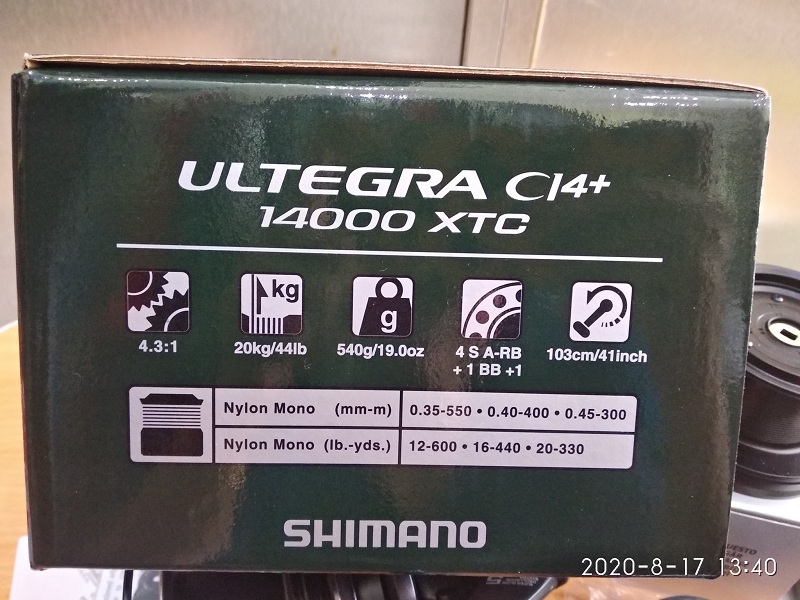 ULTEGRA CI4+
14000 XTC
kg
g
4.3:1
20kg/44lb
540g/19.0oz
4 S A-RB
+ 1 BB +1
103cm/41inch
Nylon Mono (mm-m) 0.35-550 • 0.40-400 • 0.45-300
Nylon Mono (lb.-yds.) 12-600 • 16-440 • 20-330
SHIMANO
2020-8-17 13:40